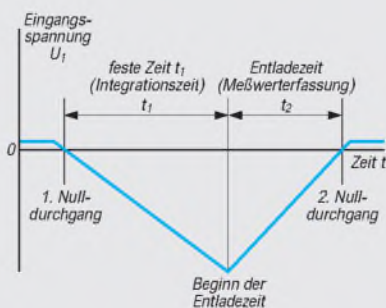 Eingangs-
spannung
U1
feste Zeit t1
(Integrationszeit)
t1
Entladezeit
(Meßwerterfassung)
t2
0
Zeit t
1. Null-
durchgang
2. Null-
durchgang
Beginn der
Entladezeit